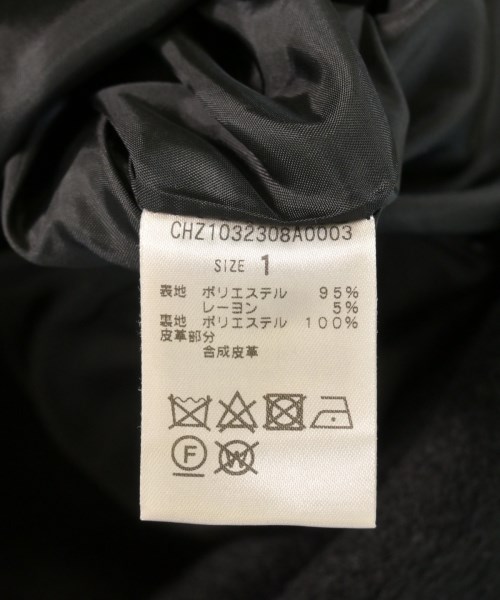 CHZ1032308A0003
SIZE 1
表地 ポリエステル 95%
レーヨン 5%
裏地 ポリエステル 100%
皮革部分
合成皮革
F W